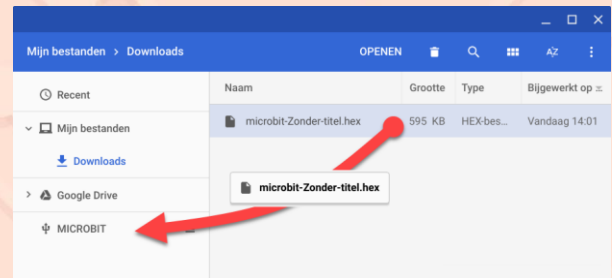 Mijn bestanden > Downloads OPENEN
Recent
Mijn bestanden
Downloads
Google Drive
MICROBIT
Naam Grootte Type Bijgewerkt op
microbit-Zonder-titel.hex 595 KB HEX-bes... Vandaag 14:01
microbit-Zonder-titel.hex